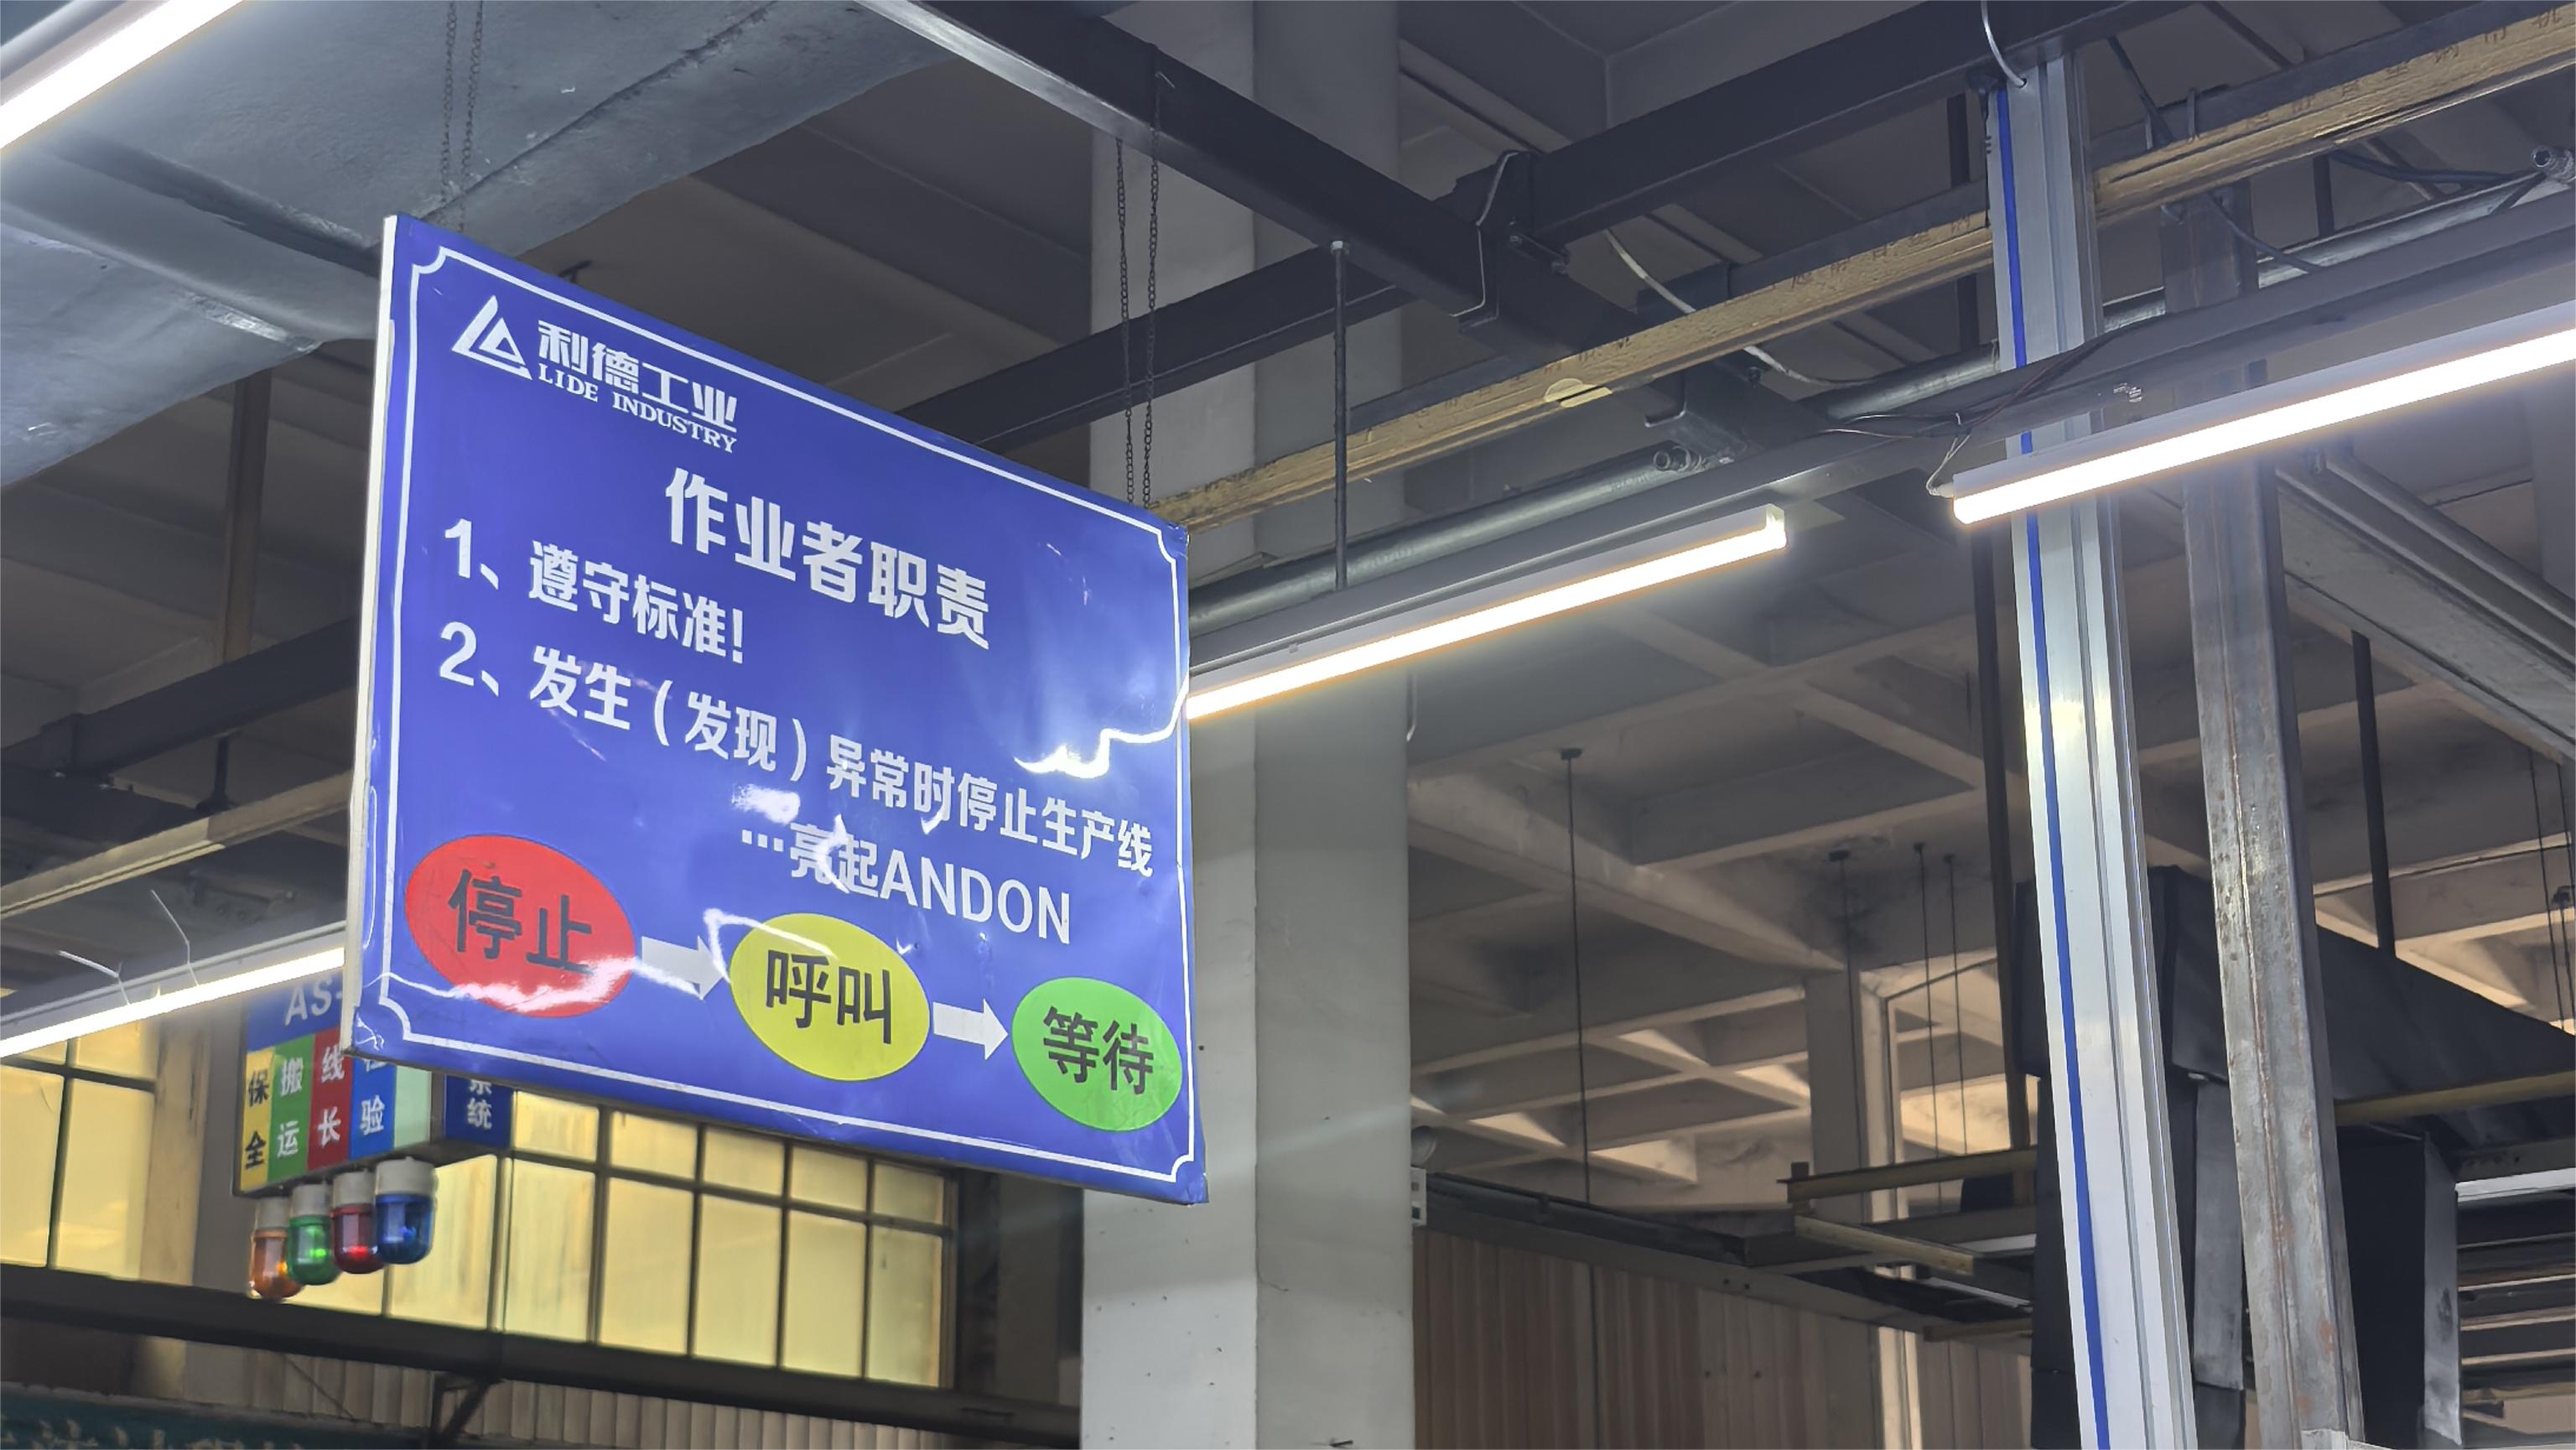 利德工业
LIDE INDUSTRY
作业者职责
1、遵守标准!
2、发生(发现)异常时停止生产线
…亮起ANDON
停止
呼叫
等待
AS-
保全
搬运
线长
验
系统